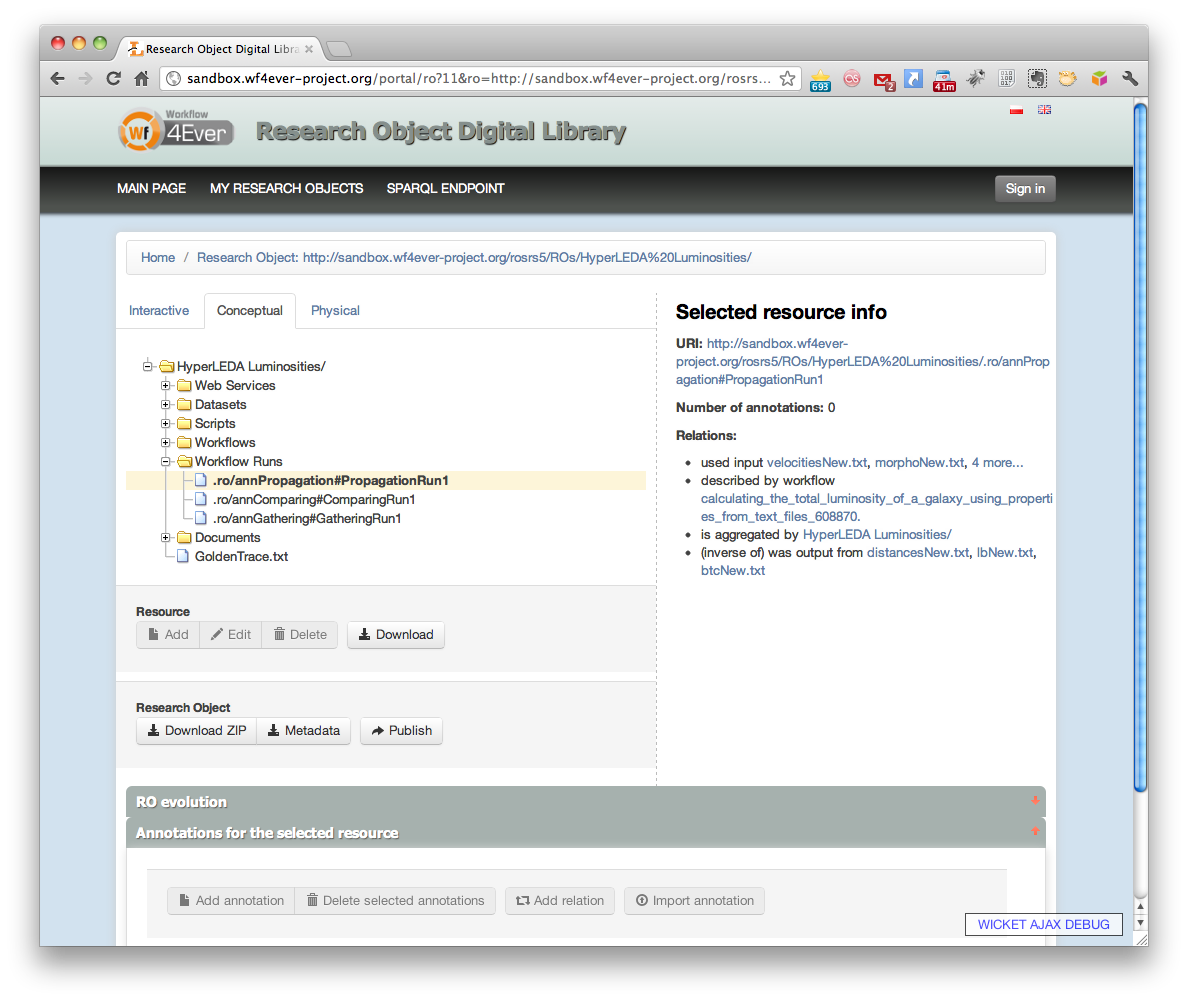 Research Object Digital Libra
sandbox.wf4ever-project.org/portal/ro?11&ro=http://sandbox.wf4ever-project.org/rosrs...
693
2
41m
Workflow
Wf 4Ever
Research Object Digital Library
MAIN PAGE MY RESEARCH OBJECTS SPARQL ENDPOINT Sign in
Home / Research Object: http://sandbox.wf4ever-project.org/rosrs5/ROs/HyperLEDA%20Luminosities/
Interactive Conceptual Physical
HyperLEDA Luminosities/
Web Services
Datasets
Scripts
Workflows
Workflow Runs
.ro/annPropagation#PropagationRun1
.ro/annComparing#ComparingRun1
.ro/annGathering#GatheringRun1
Documents
GoldenTrace.txt
Resource
Add Edit Delete Download
Research Object
Download ZIP Metadata Publish
Selected resource info
URI: http://sandbox.wf4ever-
project.org/rosrs5/ROs/HyperLEDA%20Luminosities/.ro/annProp
agation#PropagationRun1
Number of annotations: 0
Relations:
used input velocitiesNew.txt, morphoNew.txt, 4 more...
described by workflow
calculating_the_total_luminosity_of_a_galaxy_using_properti
es_from_text_files_608870.
is aggregated by HyperLEDA Luminosities/
(inverse of) was output from distancesNew.txt, lbNew.txt,
btcNew.txt
RO evolution
Annotations for the selected resource
Add annotation Delete selected annotations Add relation Import annotation
WICKET AJAX DEBUG